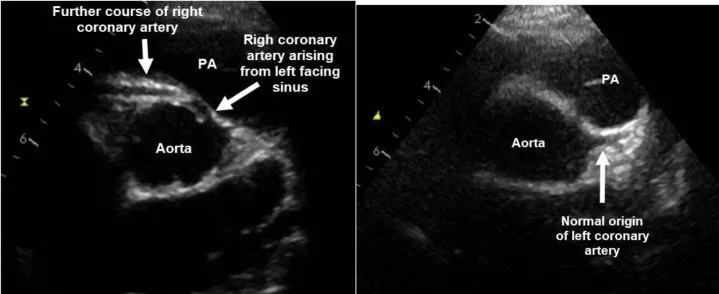 Further course of right
coronary artery
Righ coronary
artery arising
from left facing
sinus
PA
Aorta
4
6
2
4
6
PA
Aorta
Normal origin
of left coronary
artery